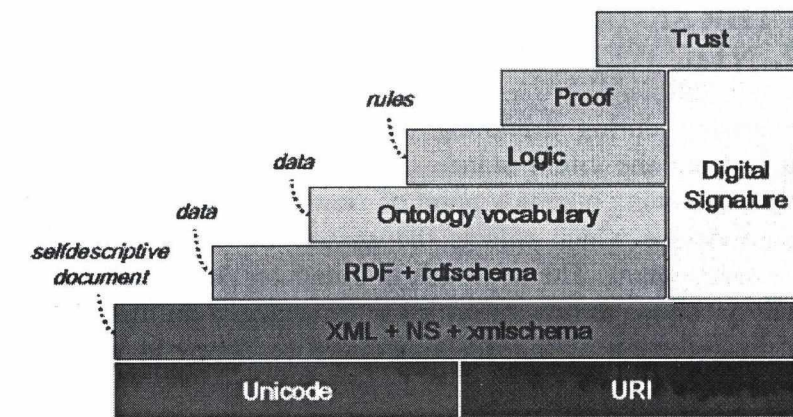 Trust
Proof
rules
Logic
Digital
Signature
data
Ontology vocabulary
data
RDF + rdfschema
selfdescriptive
document
XML + NS + xmlschema
Unicode
URI